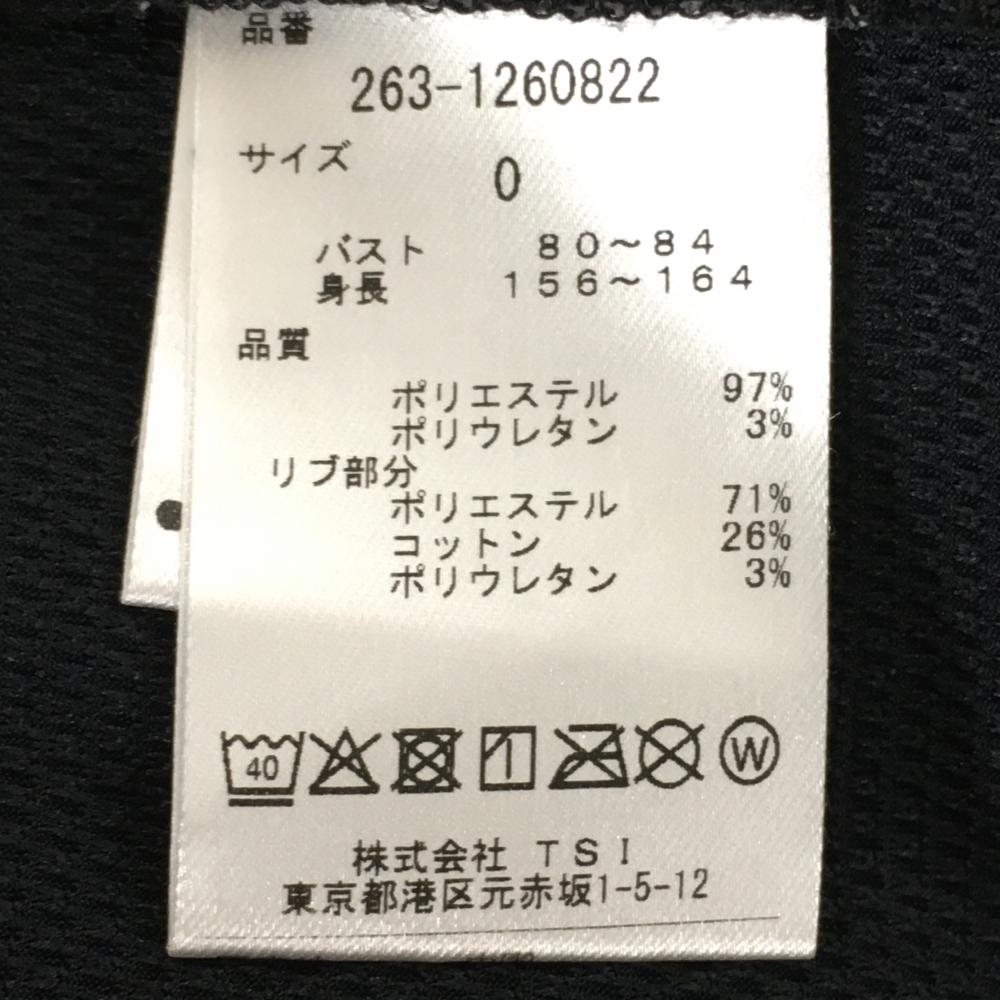 品番
263-1260822
サイズ 0
バスト 80〜84
身長 156〜164
品質
ポリエステル 97%
ポリウレタン 3%
リブ部分
ポリエステル 71%
コットン 26%
ポリウレタン 3%
40 W
株式会社 TSI
東京都港区元赤坂1-5-12